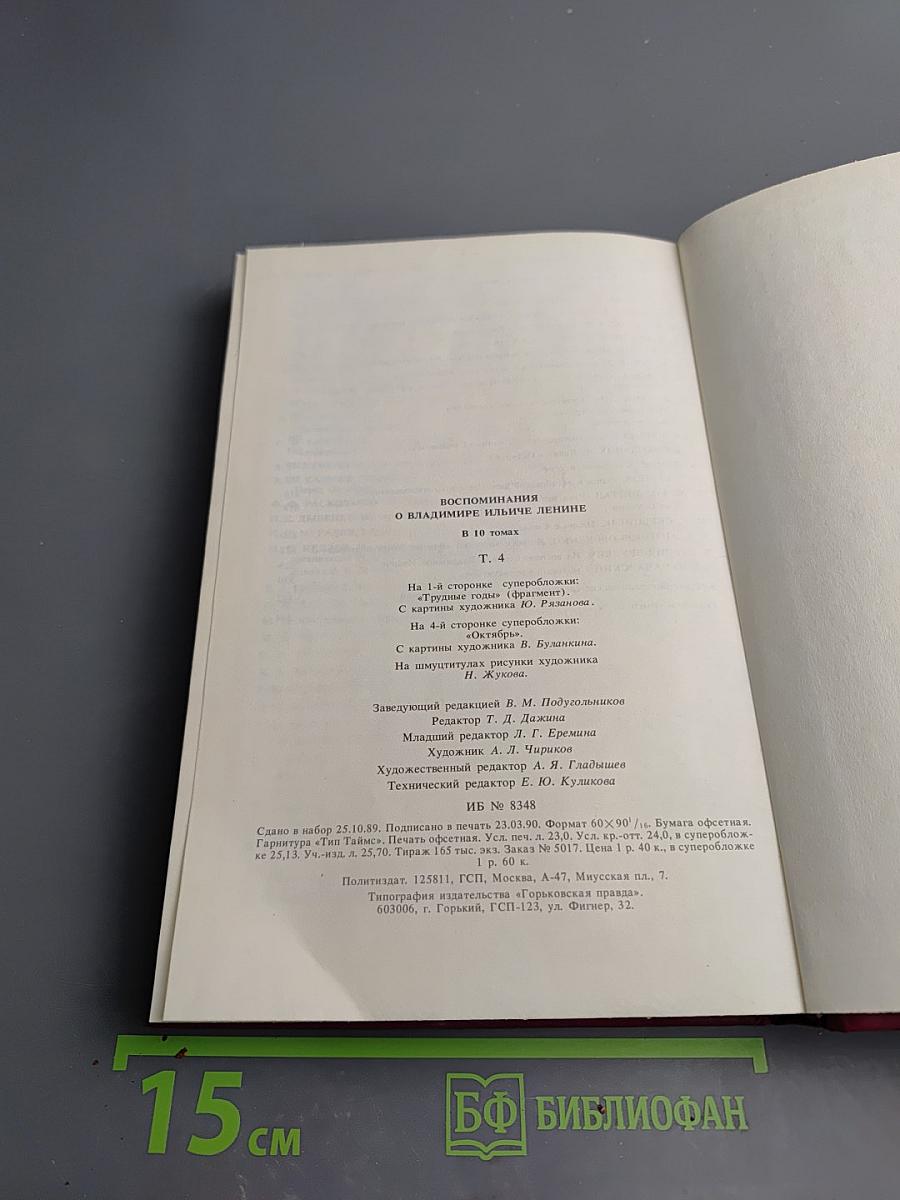 ВОСПОМИНАНИЯ
О ВЛАДИМИРЕ ИЛЬИЧЕ ЛЕНИНЕ
В 10 томах
Т. 4
На 1-й сторонке суперобложки:
«Трудные годы» (фрагмент).
С картины художника Ю. Рязанова.
На 4-й сторонке суперобложки:
«Октябрь».
С картины художника В. Буланкина.
На шмуцтитулах рисунки художника
Н. Жукова.
Заведующий редакцией В. М. Подугольников
Редактор Т. Д. Дажина
Младший редактор Л. Г. Еремина
Художник А. Л. Чириков
Художественный редактор А. Я. Гладышев
Технический редактор Е. Ю. Куликова
ИБ № 8348
Сдано в набор 25.10.89. Подписано в печать 23.03.90. Формат 60×90¹/₁₆. Бумага офсетная.
Гарнитура «Тип Таймс». Печать офсетная. Усл. печ. л. 23,0. Усл. кр.-отт. 24,0, в супероблож-
ке 25,13. Уч.-изд. л. 25,70. Тираж 165 тыс. экз. Заказ № 5017. Цена 1 р. 40 к., в суперобложке
1 р. 60 к.
Политиздат. 125811, ГСП, Москва, А-47, Миусская пл., 7.
Типография издательства «Горьковская правда».
603006, г. Горький, ГСП-123, ул. Фигнер, 32.
15 см
БФ БИБЛИОФАН